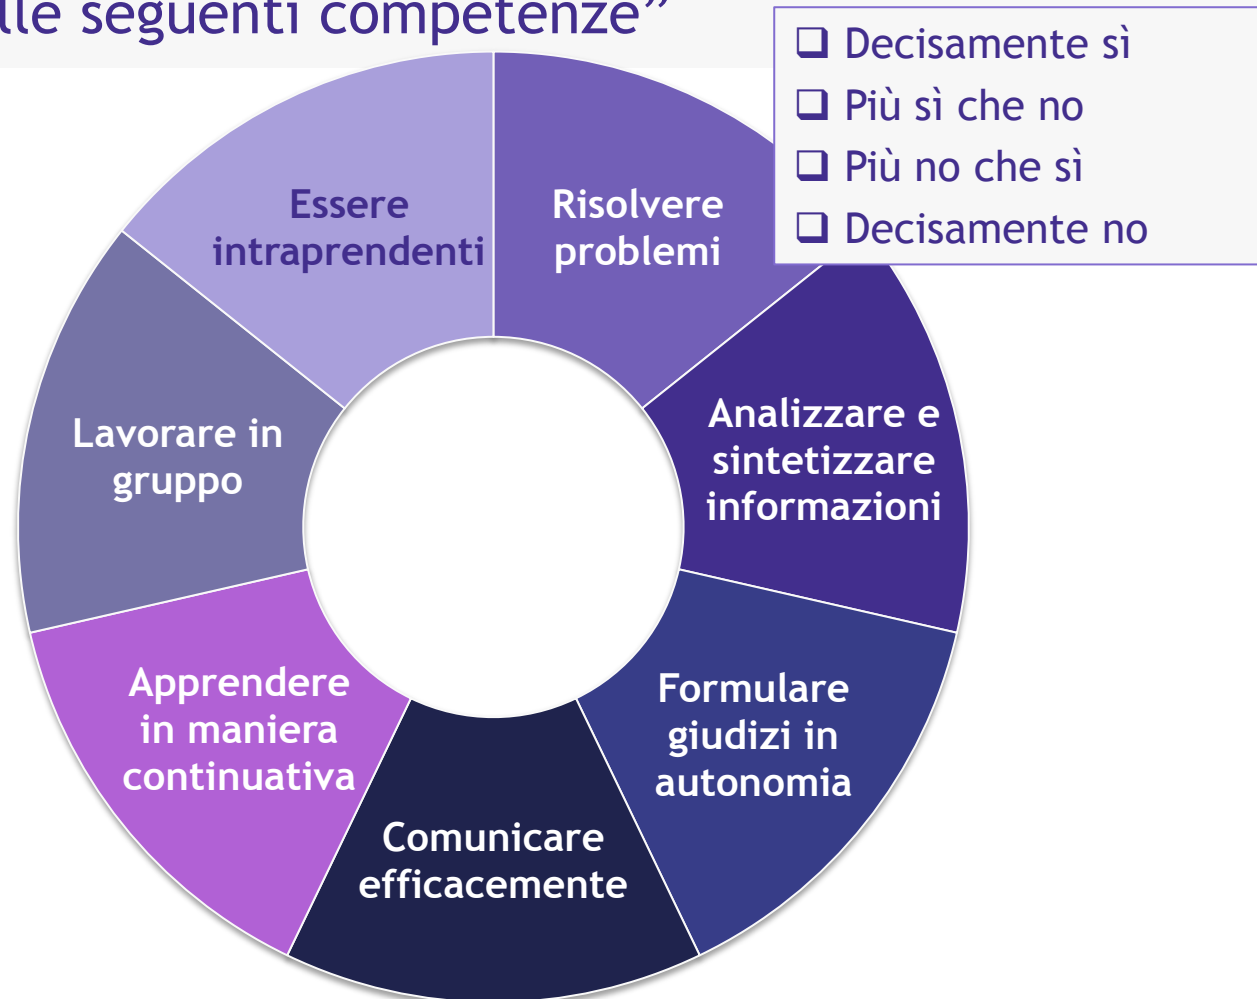 lle seguenti competenze”
❑ Decisamente sì
❑ Più sì che no
❑ Più no che sì
❑ Decisamente no
Risolvere
problemi
Analizzare e
sintetizzare
informazioni
Formulare
giudizi in
autonomia
Comunicare
efficacemente
Apprendere
in maniera
continuativa
Lavorare in
gruppo
Essere
intraprendenti